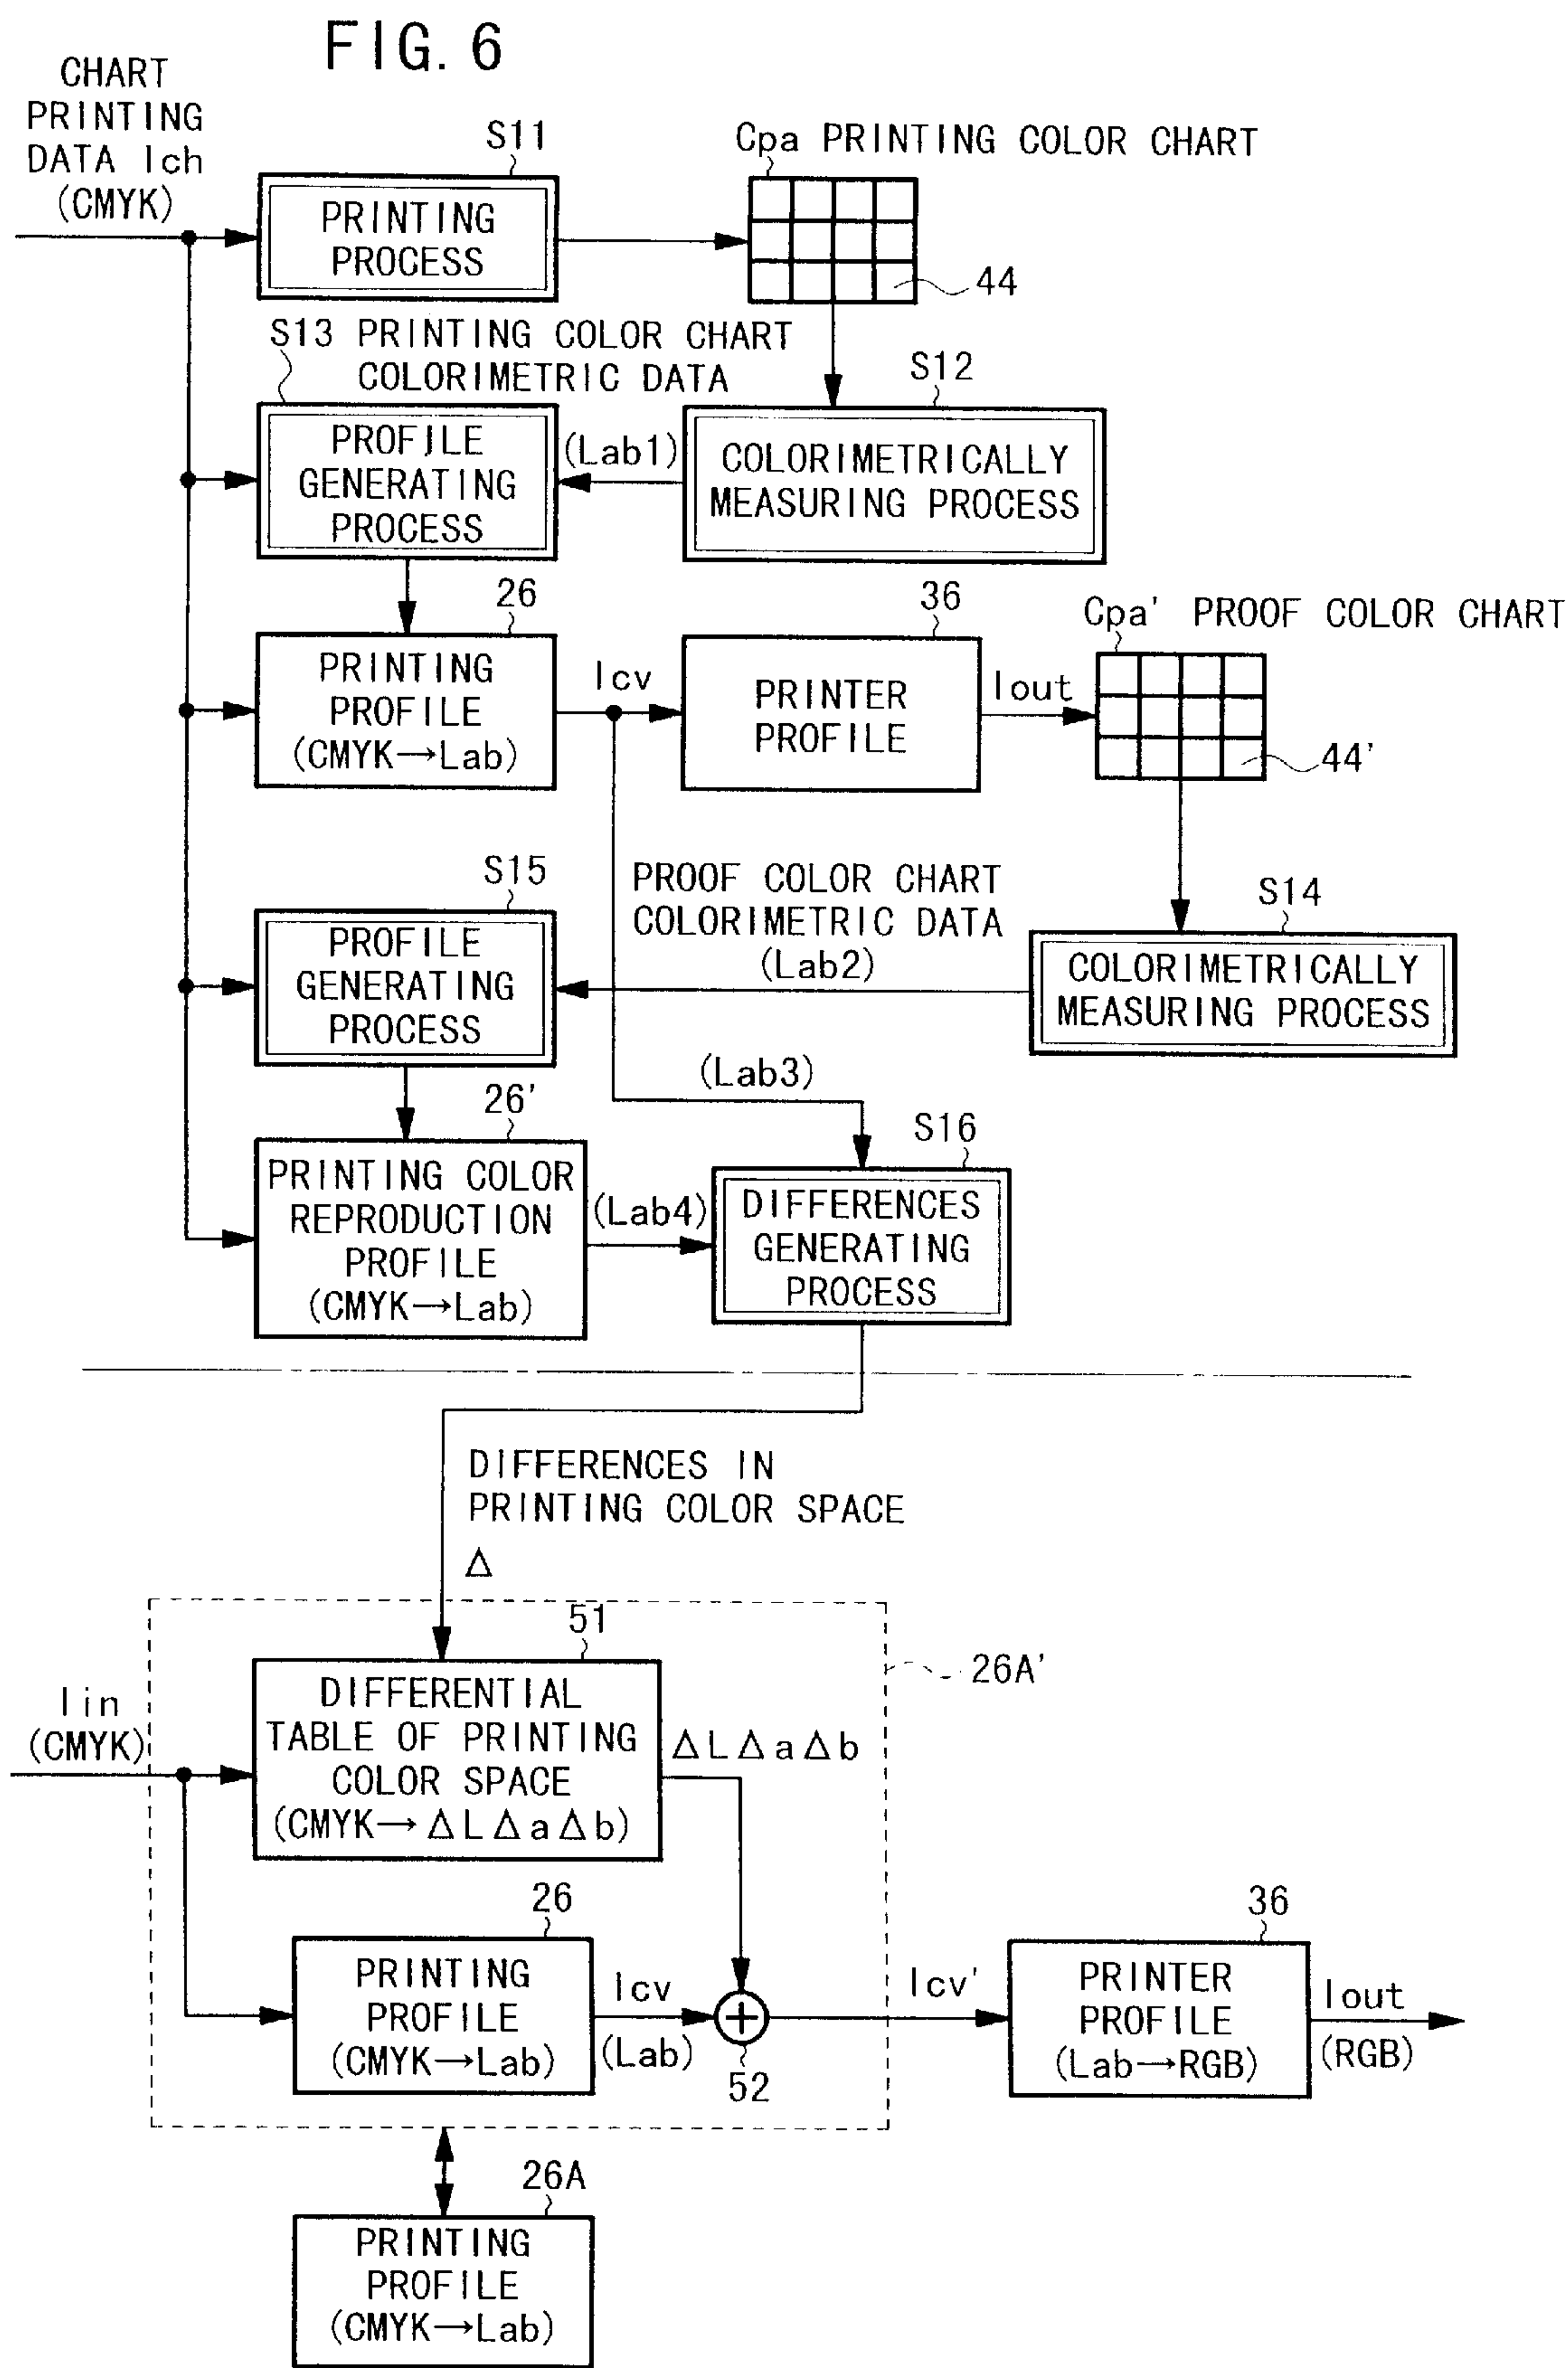 FIG. 6
CHART
PRINTING
DATA Ich
(CMYK)
S11
PRINTING
PROCESS
Cpa PRINTING COLOR CHART
44
S13 PRINTING COLOR CHART
COLORIMETRIC DATA
S12
PROFILE
GENERATING
PROCESS
(Lab1)
COLORIMETRICALLY
MEASURING PROCESS
26
PRINTING
PROFILE
(CMYK→Lab)
Icv
36
PRINTER
PROFILE
Iout
Cpa' PROOF COLOR CHART
44'
S15
PROFILE
GENERATING
PROCESS
PROOF COLOR CHART
COLORIMETRIC DATA
(Lab2)
S14
COLORIMETRICALLY
MEASURING PROCESS
(Lab3)
26'
PRINTING COLOR
REPRODUCTION
PROFILE
(CMYK→Lab)
(Lab4)
S16
DIFFERENCES
GENERATING
PROCESS
DIFFERENCES IN
PRINTING COLOR SPACE
Δ
51
26A'
Iin
(CMYK)
DIFFERENTIAL
TABLE OF PRINTING
COLOR SPACE
(CMYK→ΔLΔaΔb)
ΔLΔaΔb
26
PRINTING
PROFILE
(CMYK→Lab)
Icv
(Lab)
+
52
Icv'
36
PRINTER
PROFILE
(Lab→RGB)
Iout
(RGB)
26A
PRINTING
PROFILE
(CMYK→Lab)